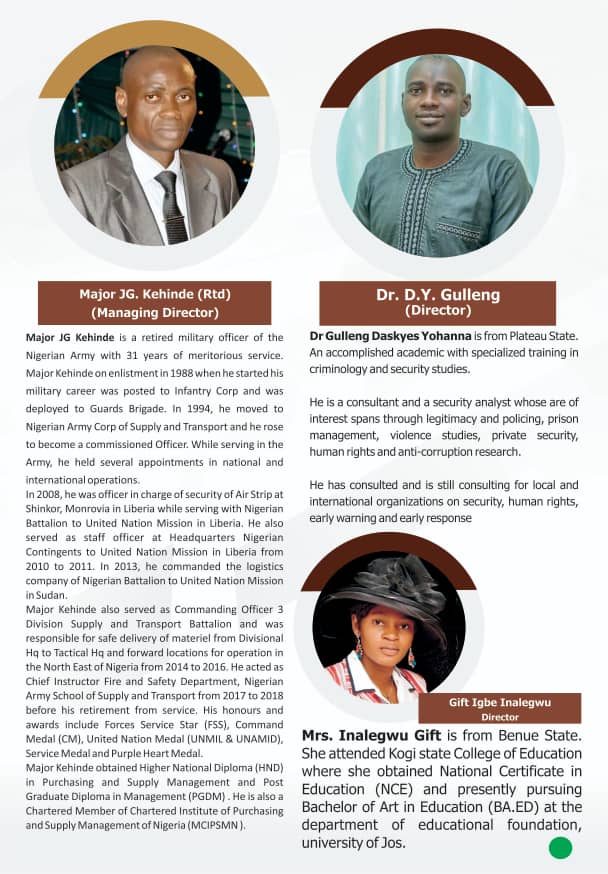 Major JG. Kehinde (Rtd)
(Managing Director)
Major JG Kehinde is a retired military officer of the
Nigerian Army with 31 years of meritorious service.
Major Kehinde on enlistment in 1988 when he started his
military career was posted to Infantry Corp and was
deployed to Guards Brigade. In 1994, he moved to
Nigerian Army Corp of Supply and Transport and he rose
to become a commissioned Officer. While serving in the
Army, he held several appointments in national and
international operations.
In 2008, he was officer in charge of security of Air Strip at
Shinkor, Monrovia in Liberia while serving with Nigerian
Battalion to United Nation Mission in Liberia. He also
served as staff officer at Headquarters Nigerian
Contingents to United Nation Mission in Liberia from
2010 to 2011. In 2013, he commanded the logistics
company of Nigerian Battalion to United Nation Mission
in Sudan.
Major Kehinde also served as Commanding Officer 3
Division Supply and Transport Battalion and was
responsible for safe delivery of materiel from Divisional
Hq to Tactical Hq and forward locations for operation in
the North East of Nigeria from 2014 to 2016. He acted as
Chief Instructor Fire and Safety Department, Nigerian
Army School of Supply and Transport from 2017 to 2018
before his retirement from service. His honours and
awards include Forces Service Star (FSS), Command
Medal (CM), United Nation Medal (UNMIL & UNAMID),
Service Medal and Purple Heart Medal.
Major Kehinde obtained Higher National Diploma (HND)
in Purchasing and Supply Management and Post
Graduate Diploma in Management (PGDM) . He is also a
Chartered Member of Chartered Institute of Purchasing
and Supply Management of Nigeria (MCIPSMN ).
Dr. D.Y. Gulleng
(Director)
Dr Gulleng Daskyes Yohanna is from Plateau State.
An accomplished academic with specialized training in
criminology and security studies.
He is a consultant and a security analyst whose are of
interest spans through legitimacy and policing, prison
management, violence studies, private security,
human rights and anti-corruption research.
He has consulted and is still consulting for local and
international organizations on security, human rights,
early warning and early response
Gift Igbe Inalegwu
Director
Mrs. Inalegwu Gift is from Benue State.
She attended Kogi state College of Education
where she obtained National Certificate in
Education (NCE) and presently pursuing
Bachelor of Art in Education (BA.ED) at the
department of educational foundation,
university of Jos.